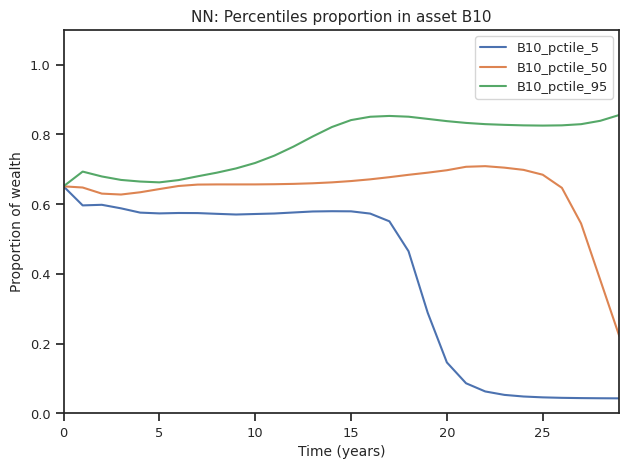 NN: Percentiles proportion in asset B10
B10_pctile_5
B10_pctile_50
B10_pctile_95
Proportion of wealth
1.0
0.8
0.6
0.4
0.2
0.0
0 5 10 15 20 25
Time (years)